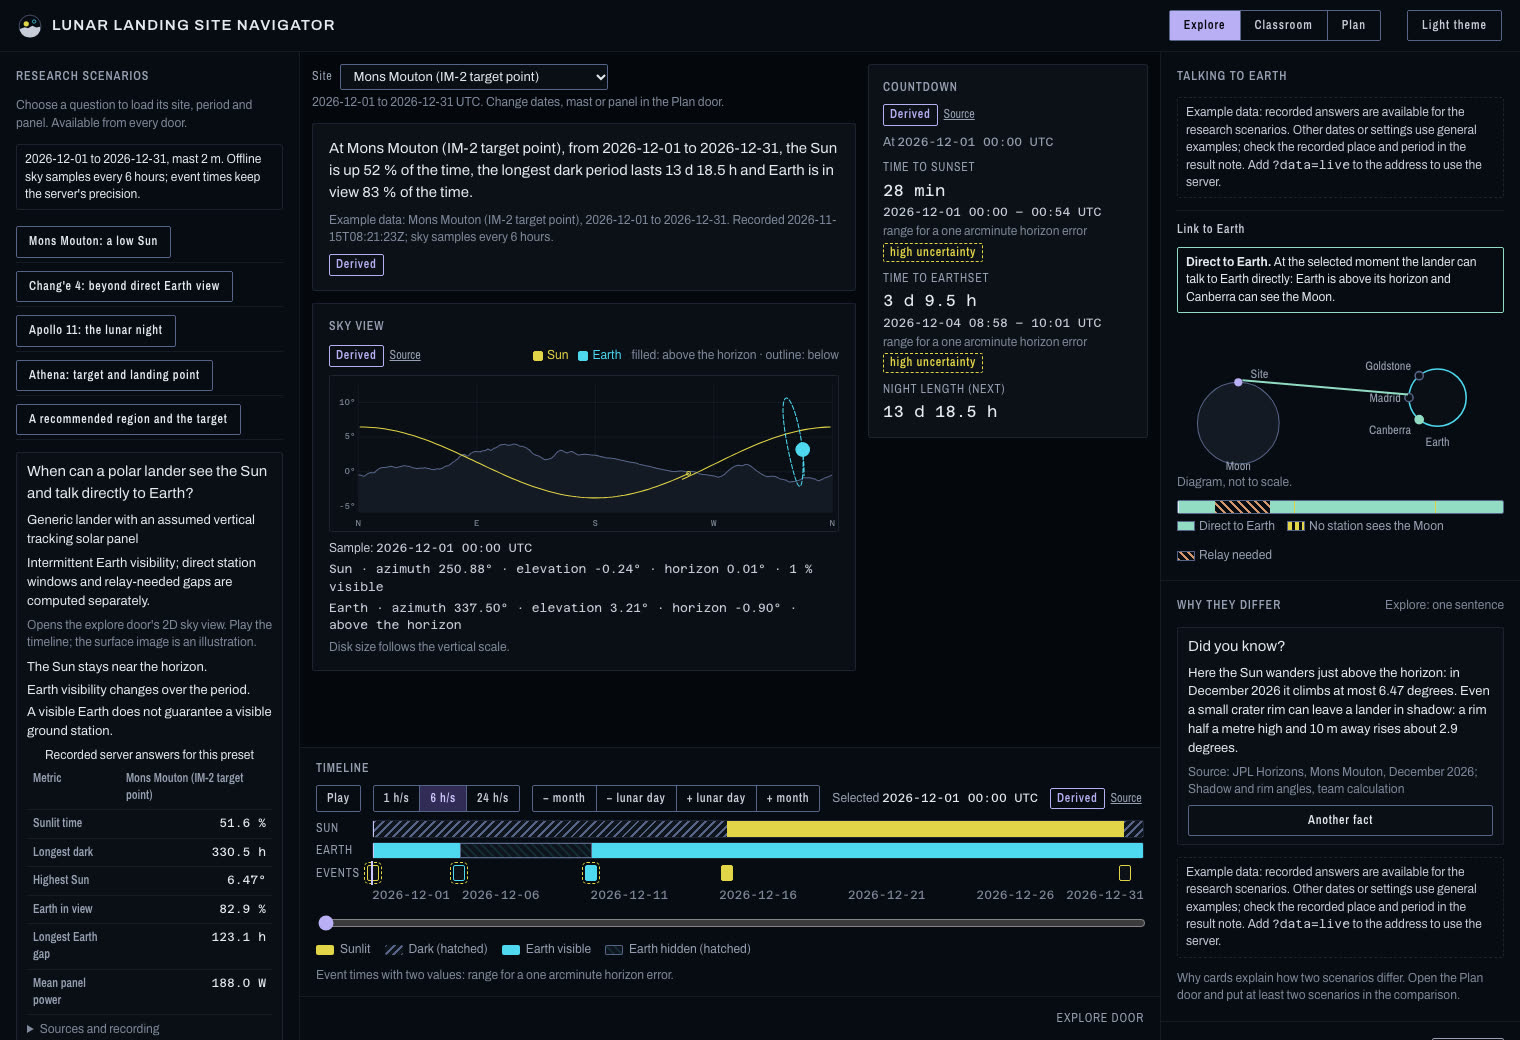 LUNAR LANDING SITE NAVIGATOR
Explore
Classroom
Plan
Light theme
RESEARCH SCENARIOS
Choose a question to load its site, period and
panel. Available from every door.
2026-12-01 to 2026-12-31, mast 2 m. Offline
sky samples every 6 hours; event times keep
the server's precision.
Mons Mouton: a low Sun
Chang'e 4: beyond direct Earth view
Apollo 11: the lunar night
Athena: target and landing point
A recommended region and the target
When can a polar lander see the Sun
and talk directly to Earth?
Generic lander with an assumed vertical
tracking solar panel
Intermittent Earth visibility; direct station
windows and relay-needed gaps are
computed separately.
Opens the explore door's 2D sky view. Play the
timeline; the surface image is an illustration.
The Sun stays near the horizon.
Earth visibility changes over the period.
A visible Earth does not guarantee a visible
ground station.
Recorded server answers for this preset
Metric Mons Mouton (IM-2 target
point)
Sunlit time 51.6 %
Longest dark 330.5 h
Highest Sun 6.47°
Earth in view 82.9 %
Longest Earth 123.1 h
gap
Mean panel 188.0 W
power
Sources and recording
Site Mons Mouton (IM-2 target point)
2026-12-01 to 2026-12-31 UTC. Change dates, mast or panel in the Plan door.
At Mons Mouton (IM-2 target point), from 2026-12-01 to 2026-12-31, the Sun
is up 52 % of the time, the longest dark period lasts 13 d 18.5 h and Earth is in
view 83 % of the time.
Example data: Mons Mouton (IM-2 target point), 2026-12-01 to 2026-12-31. Recorded 2026-11-
15T08:21:23Z; sky samples every 6 hours.
Derived
SKY VIEW
Derived Source Sun Earth filled: above the horizon · outline: below
10°
5°
0°
-5°
N E S W N
Sample: 2026-12-01 00:00 UTC
Sun · azimuth 250.88° · elevation -0.24° · horizon 0.01° · 1 %
visible
Earth · azimuth 337.50° · elevation 3.21° · horizon -0.90° ·
above the horizon
Disk size follows the vertical scale.
COUNTDOWN
Derived Source
At 2026-12-01 00:00 UTC
TIME TO SUNSET
28 min
2026-12-01 00:00 – 00:54 UTC
range for a one arcminute horizon error
high uncertainty
TIME TO EARTHSET
3 d 9.5 h
2026-12-04 08:58 – 10:01 UTC
range for a one arcminute horizon error
high uncertainty
NIGHT LENGTH (NEXT)
13 d 18.5 h
TIMELINE
Play 1 h/s 6 h/s 24 h/s – month – lunar day + lunar day + month Selected 2026-12-01 00:00 UTC Derived Source
SUN
EARTH
EVENTS
2026-12-01 2026-12-06 2026-12-11 2026-12-16 2026-12-21 2026-12-26 2026-12-31
Sunlit Dark (hatched) Earth visible Earth hidden (hatched)
Event times with two values: range for a one arcminute horizon error.
EXPLORE DOOR
TALKING TO EARTH
Example data: recorded answers are available for the
research scenarios. Other dates or settings use general
examples; check the recorded place and period in the
result note. Add ?data=live to the address to use the
server.
Link to Earth
Direct to Earth. At the selected moment the lander can
talk to Earth directly: Earth is above its horizon and
Canberra can see the Moon.
Goldstone
Site
Madrid
Canberra
Earth
Moon
Diagram, not to scale.
Direct to Earth No station sees the Moon
Relay needed
WHY THEY DIFFER Explore: one sentence
Did you know?
Here the Sun wanders just above the horizon: in
December 2026 it climbs at most 6.47 degrees. Even
a small crater rim can leave a lander in shadow: a rim
half a metre high and 10 m away rises about 2.9
degrees.
Source: JPL Horizons, Mons Mouton, December 2026;
Shadow and rim angles, team calculation
Another fact
Example data: recorded answers are available for the
research scenarios. Other dates or settings use general
examples; check the recorded place and period in the
result note. Add ?data=live to the address to use the
server.
Why cards explain how two scenarios differ. Open the Plan
door and put at least two scenarios in the comparison.